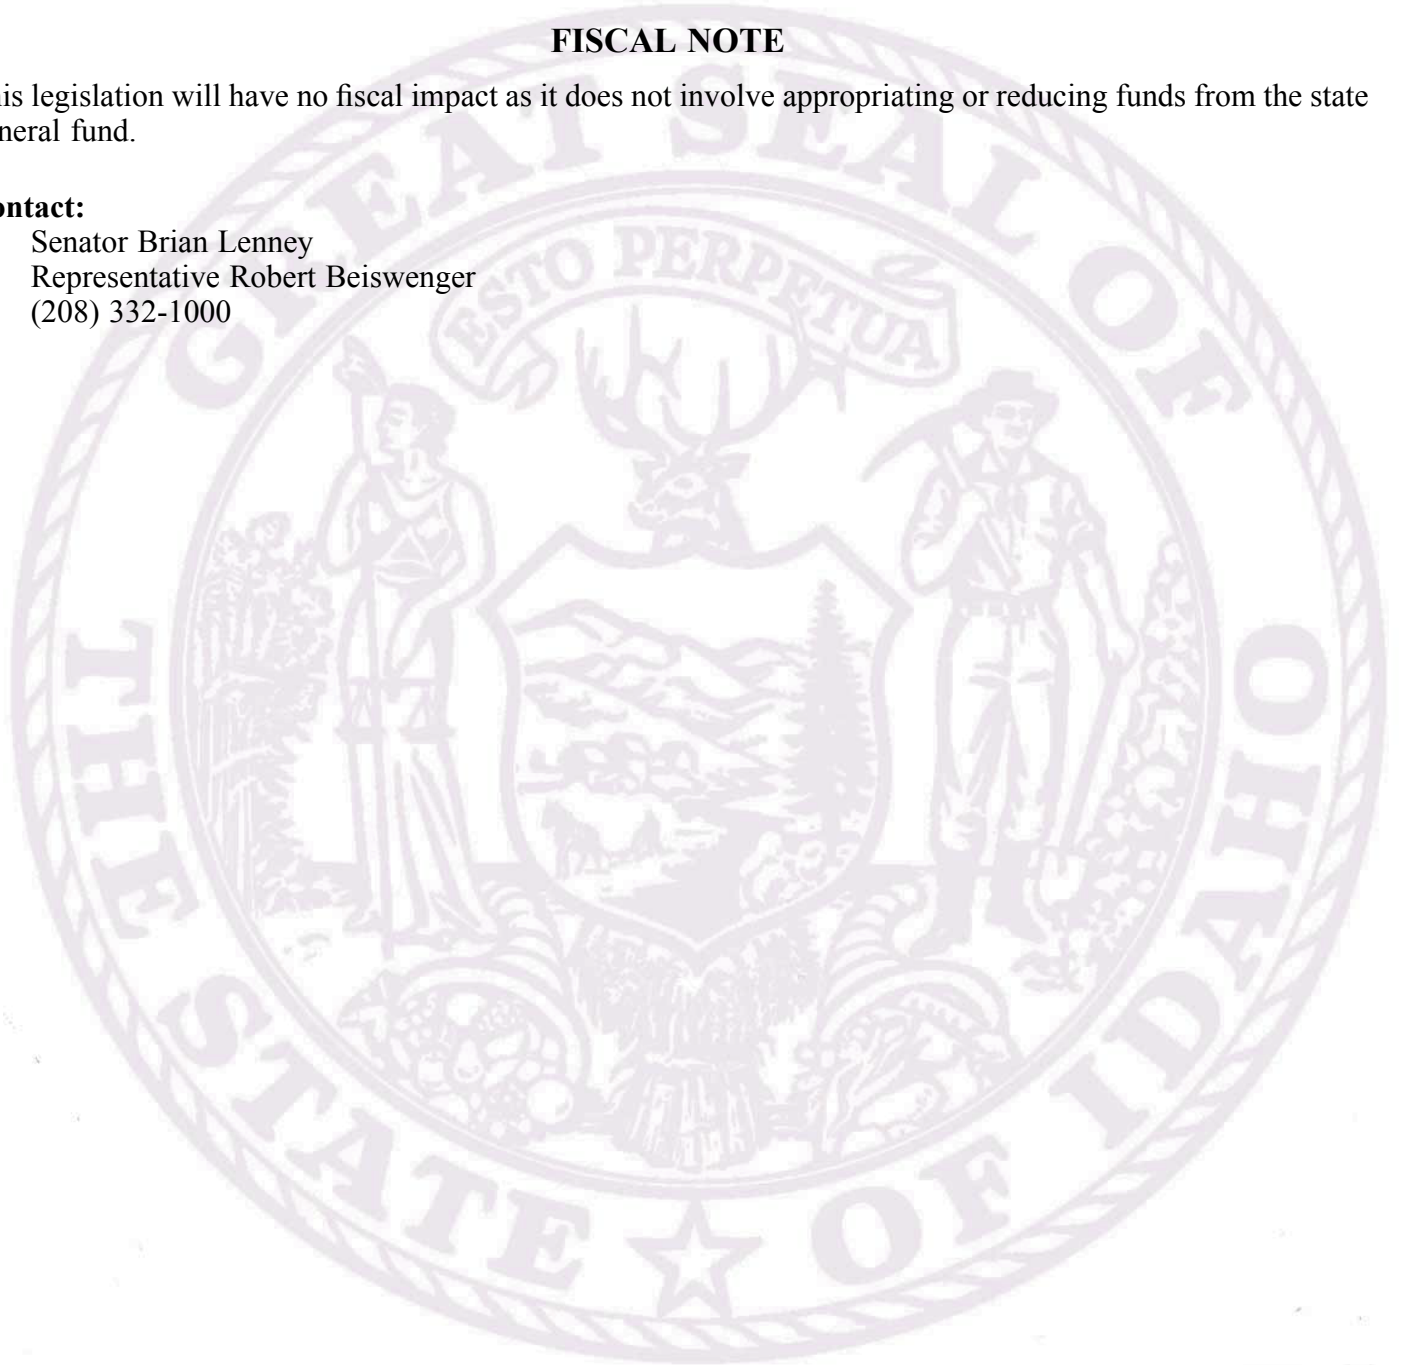 FISCAL NOTE
his legislation will have no fiscal impact as it does not involve appropriating or reducing funds from the state
neral fund.
ontact:
Senator Brian Lenney
Representative Robert Beiswenger
(208) 332-1000
GREAT SEAL OF
ESTO PERPETUA
THE STATE OF IDAHO